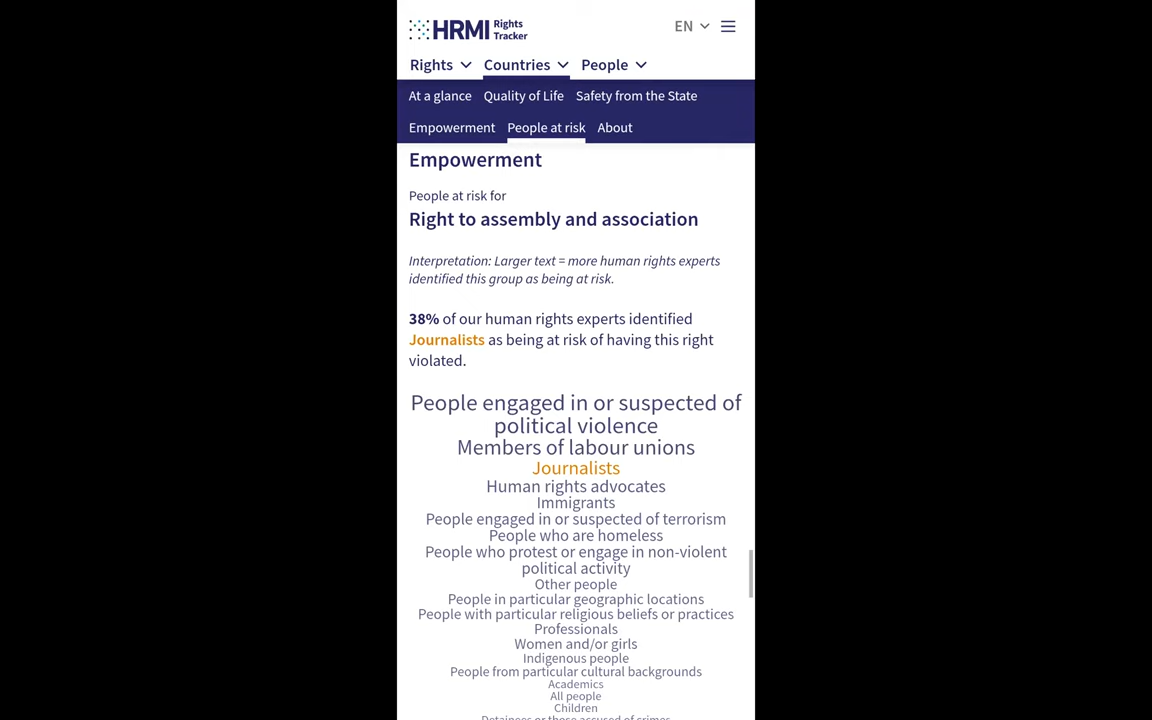 HRMI Rights Tracker
EN
Rights Countries People
At a glance Quality of Life Safety from the State
Empowerment People at risk About
Empowerment
People at risk for
Right to assembly and association
Interpretation: Larger text = more human rights experts
identified this group as being at risk.
38% of our human rights experts identified
Journalists as being at risk of having this right
violated.
People engaged in or suspected of
political violence
Members of labour unions
Journalists
Human rights advocates
Immigrants
People engaged in or suspected of terrorism
People who are homeless
People who protest or engage in non-violent
political activity
Other people
People in particular geographic locations
People with particular religious beliefs or practices
Professionals
Women and/or girls
Indigenous people
People from particular cultural backgrounds
Academics
All people
Children
Detainees or those accused of crimes